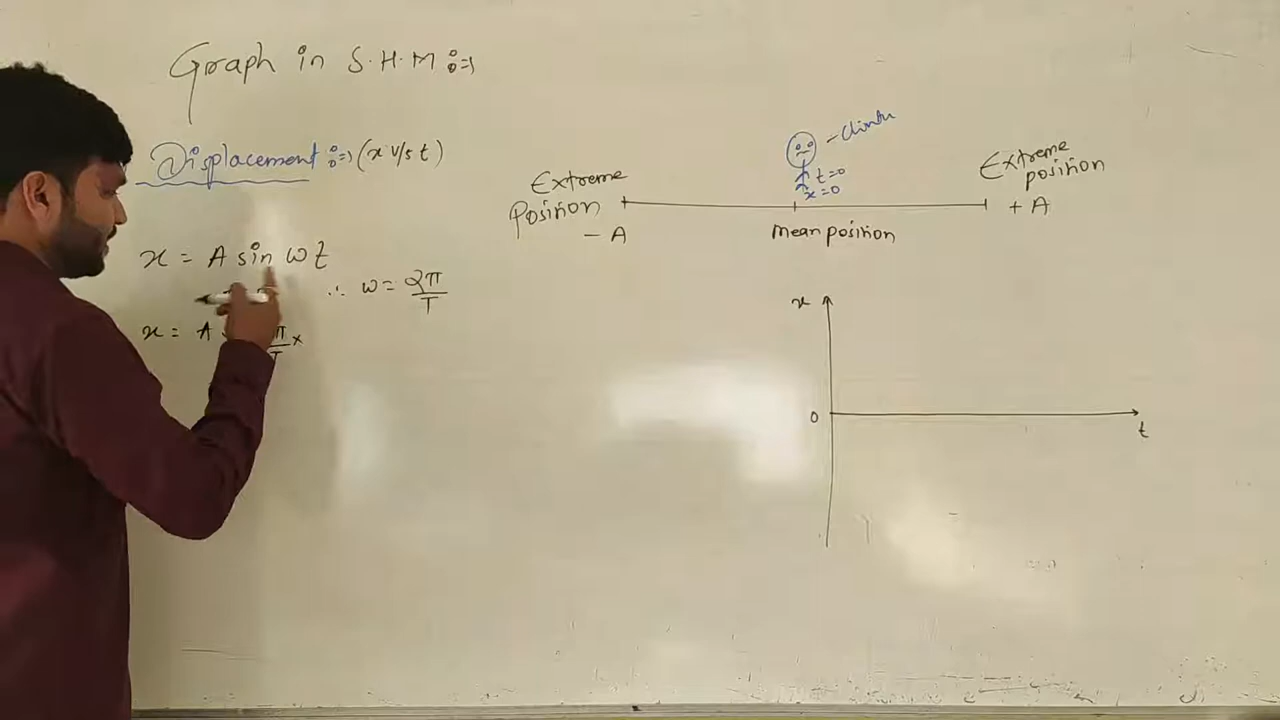 Graph in S.H.M
Displacement (x v/s t)
x = A sin ωt
∴ ω = 2π/T
x = A π/T ×
Extreme Position
- A
t=0
x=0
mean position
Extreme position
+ A
x
0
t